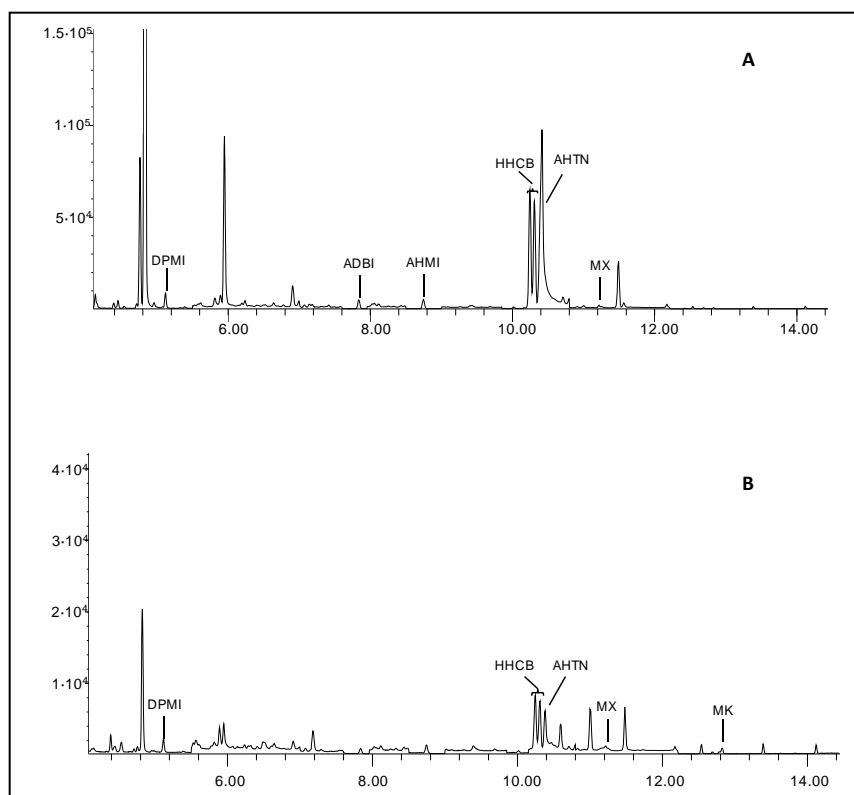 1.5·10⁵
A
1·10⁵
HHCB AHTN
5·10⁴
DPMI ADBI AHMI MX
6.00 8.00 10.00 12.00 14.00
4·10⁴
B
3·10⁴
2·10⁴
HHCB AHTN
1·10⁴
DPMI MX MK
6.00 8.00 10.00 12.00 14.00